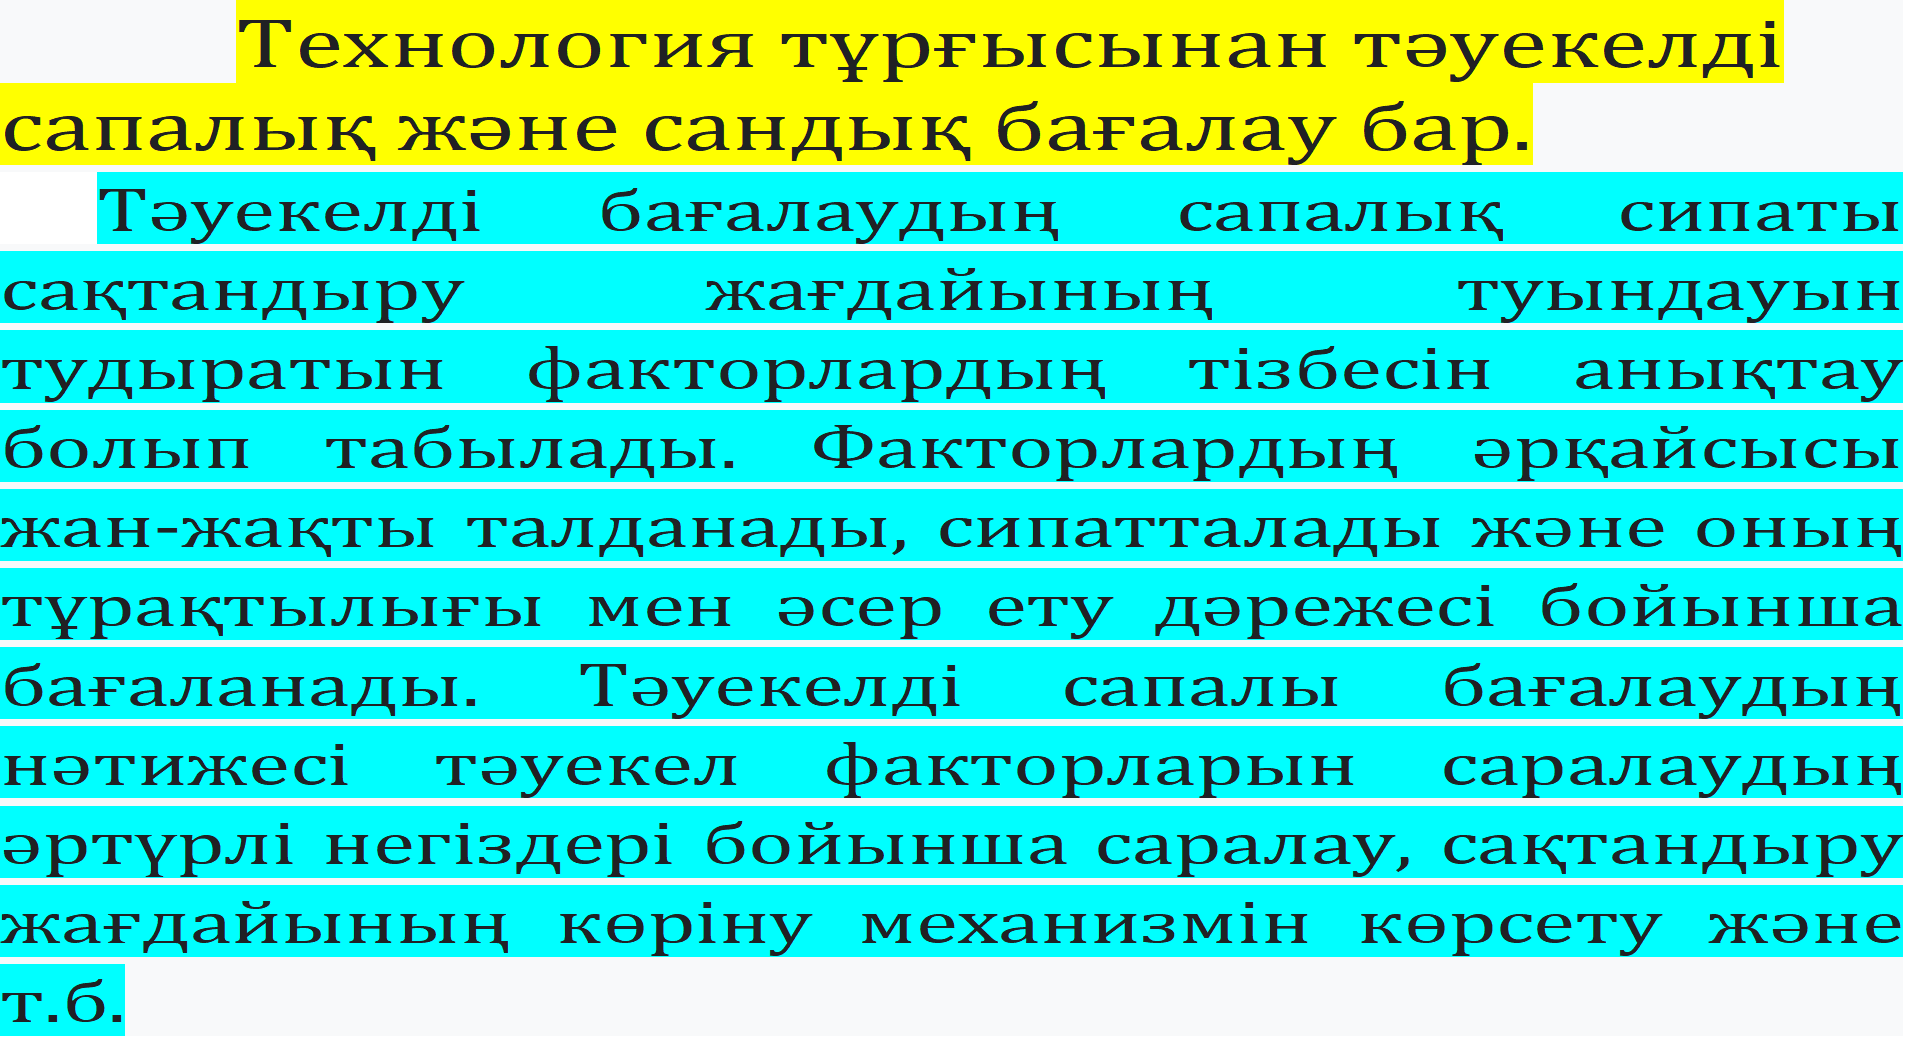 Технология тұрғысынан тәуекелді
сапалық және сандық бағалау бар.
Тәуекелді бағалаудың сапалық сипаты
сақтандыру жағдайының туындауын
тудыратын факторлардың тізбесін анықтау
болып табылады. Факторлардың әрқайсысы
жан-жақты талданады, сипатталады және оның
тұрақтылығы мен әсер ету дәрежесі бойынша
бағаланады. Тәуекелді сапалы бағалаудың
нәтижесі тәуекел факторларын саралаудың
әртүрлі негіздері бойынша саралау, сақтандыру
жағдайының көріну механизмін көрсету және
т.б.